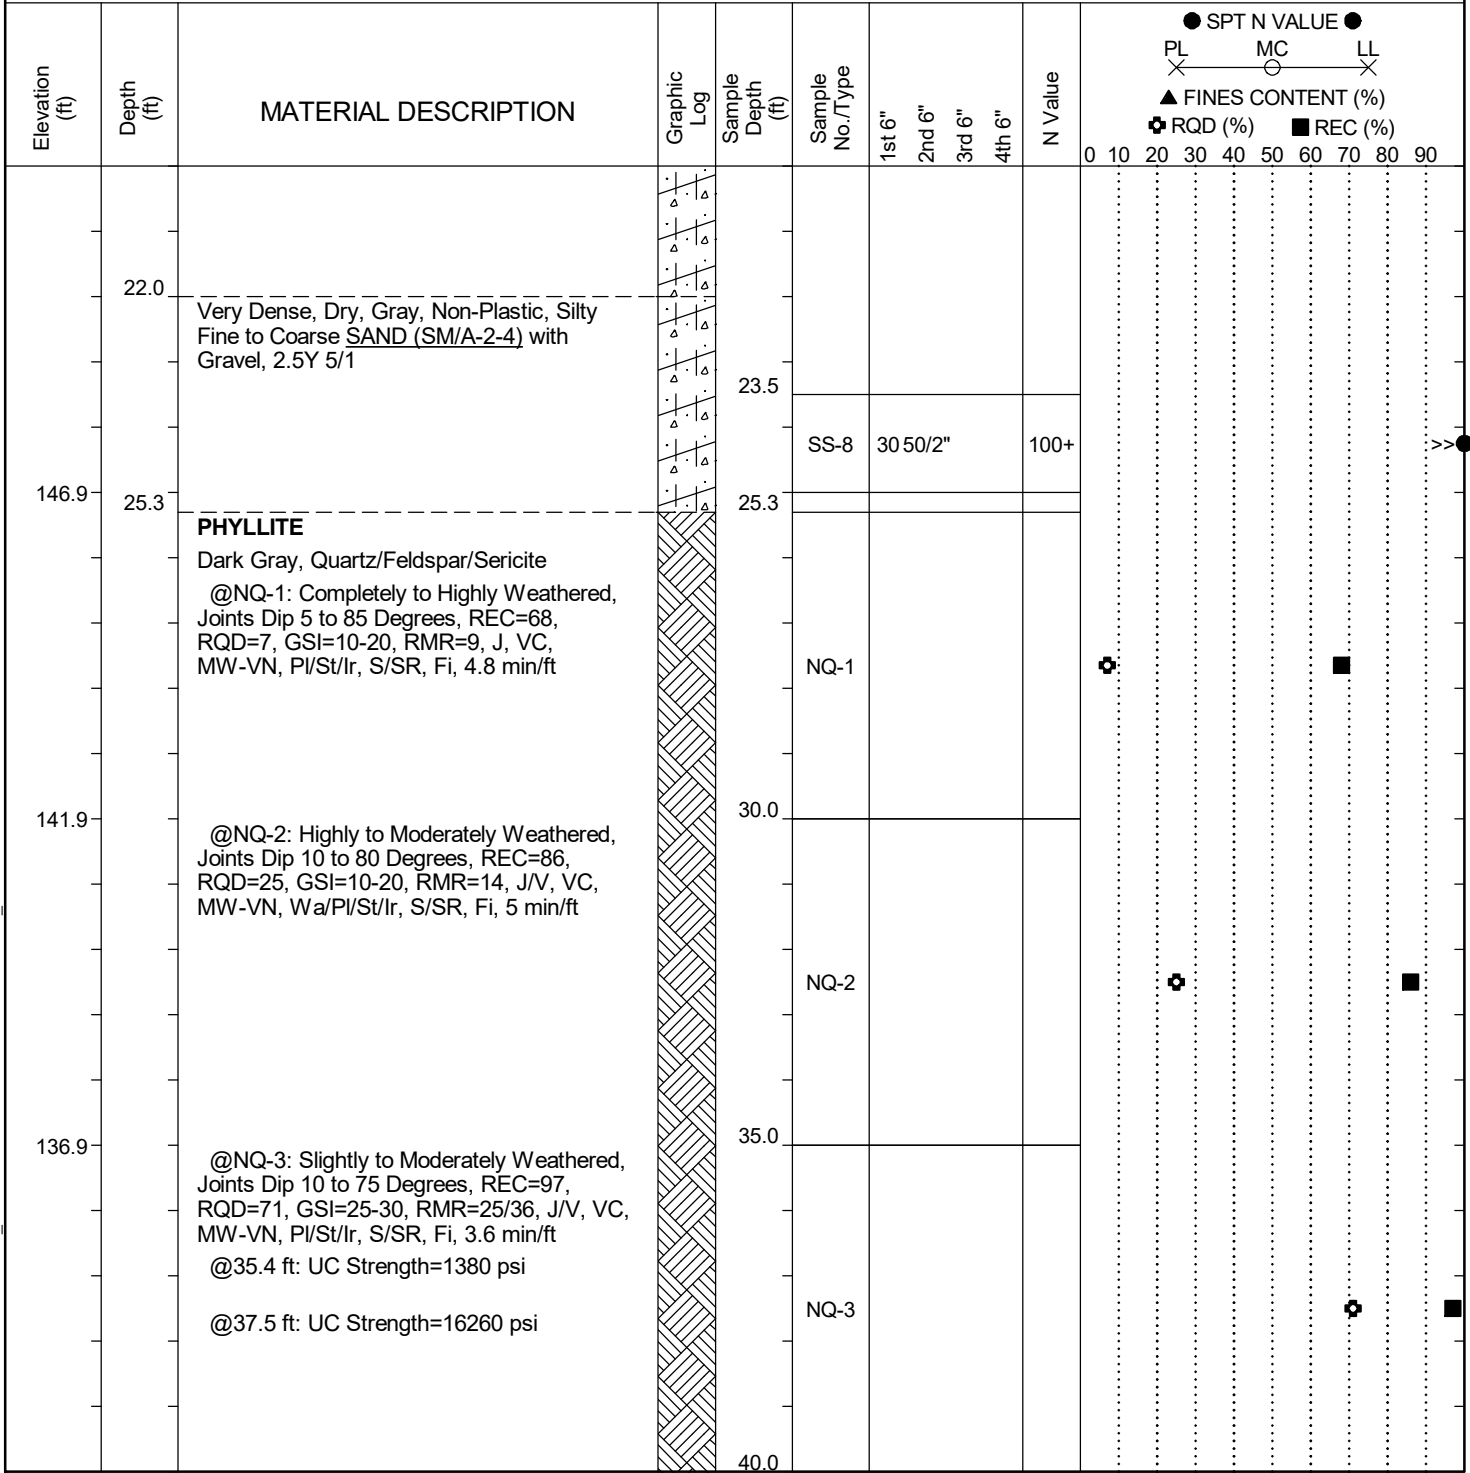 Elevation (ft)
Depth (ft)
MATERIAL DESCRIPTION
Graphic Log
Sample Depth (ft)
Sample No./Type
1st 6"
2nd 6"
3rd 6"
4th 6"
N Value
SPT N VALUE
PL MC LL
FINES CONTENT (%)
RQD (%) REC (%)
0 10 20 30 40 50 60 70 80 90
22.0
Very Dense, Dry, Gray, Non-Plastic, Silty
Fine to Coarse SAND (SM/A-2-4) with
Gravel, 2.5Y 5/1
23.5
SS-8 30 50/2" 100+ >>
146.9
25.3
25.3
PHYLLITE
Dark Gray, Quartz/Feldspar/Sericite
@NQ-1: Completely to Highly Weathered,
Joints Dip 5 to 85 Degrees, REC=68,
RQD=7, GSI=10-20, RMR=9, J, VC,
MW-VN, Pl/St/Ir, S/SR, Fi, 4.8 min/ft
NQ-1
141.9
30.0
@NQ-2: Highly to Moderately Weathered,
Joints Dip 10 to 80 Degrees, REC=86,
RQD=25, GSI=10-20, RMR=14, J/V, VC,
MW-VN, Wa/Pl/St/Ir, S/SR, Fi, 5 min/ft
NQ-2
136.9
35.0
@NQ-3: Slightly to Moderately Weathered,
Joints Dip 10 to 75 Degrees, REC=97,
RQD=71, GSI=25-30, RMR=25/36, J/V, VC,
MW-VN, Pl/St/Ir, S/SR, Fi, 3.6 min/ft
@35.4 ft: UC Strength=1380 psi
NQ-3
@37.5 ft: UC Strength=16260 psi
40.0